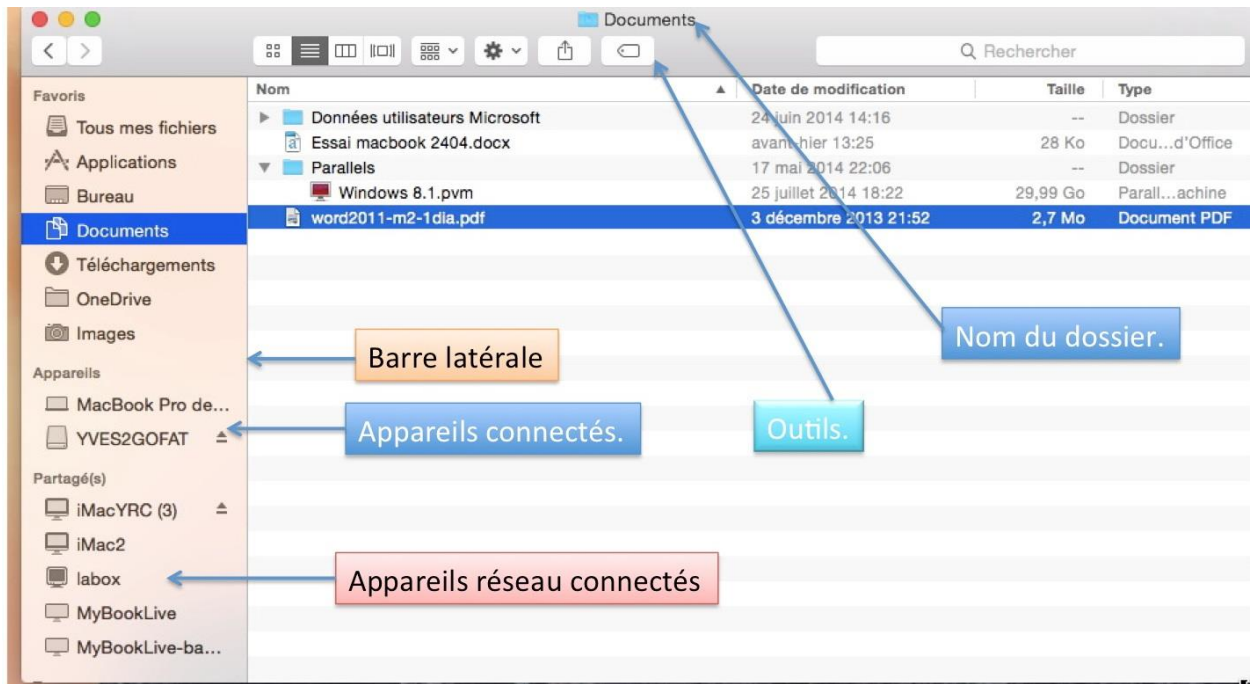 Documents
Rechercher
Favoris
Tous mes fichiers
Applications
Bureau
Documents
Téléchargements
OneDrive
Images
Appareils
MacBook Pro de...
YVES2GOFAT
Partagé(s)
iMacYRC (3)
iMac2
labox
MyBookLive
MyBookLive-ba...
Nom Date de modification Taille Type
Données utilisateurs Microsoft 24 juin 2014 14:16 -- Dossier
Essai macbook 2404.docx avant-hier 13:25 28 Ko Docu...d'Office
Parallels 17 mai 2014 22:06 -- Dossier
Windows 8.1.pvm 25 juillet 2014 18:22 29,99 Go Parall...achine
word2011-m2-1dia.pdf 3 décembre 2013 21:52 2,7 Mo Document PDF
Nom du dossier.
Barre latérale
Appareils connectés.
Outils.
Appareils réseau connectés